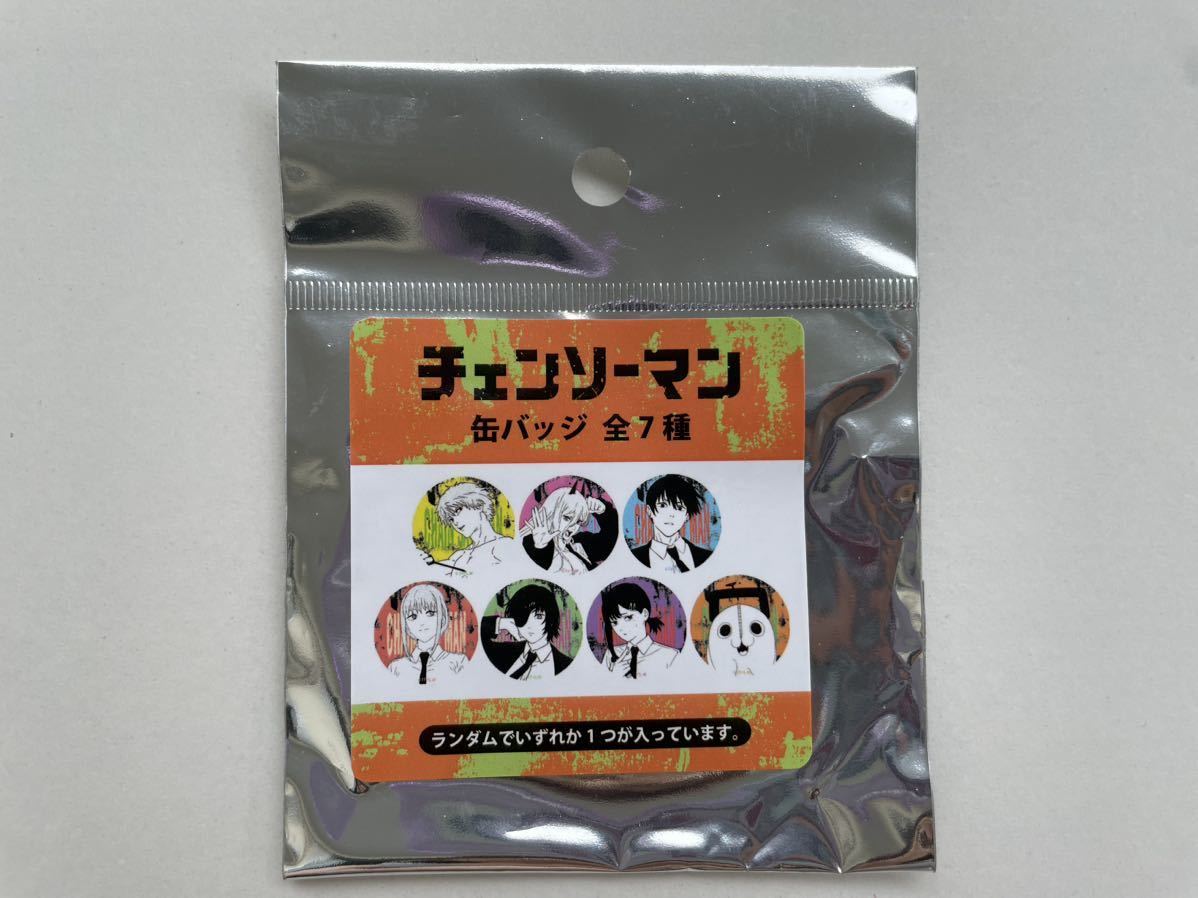 チェンソーマン
缶バッジ 全7種
ランダムでいずれか1つが入っています。